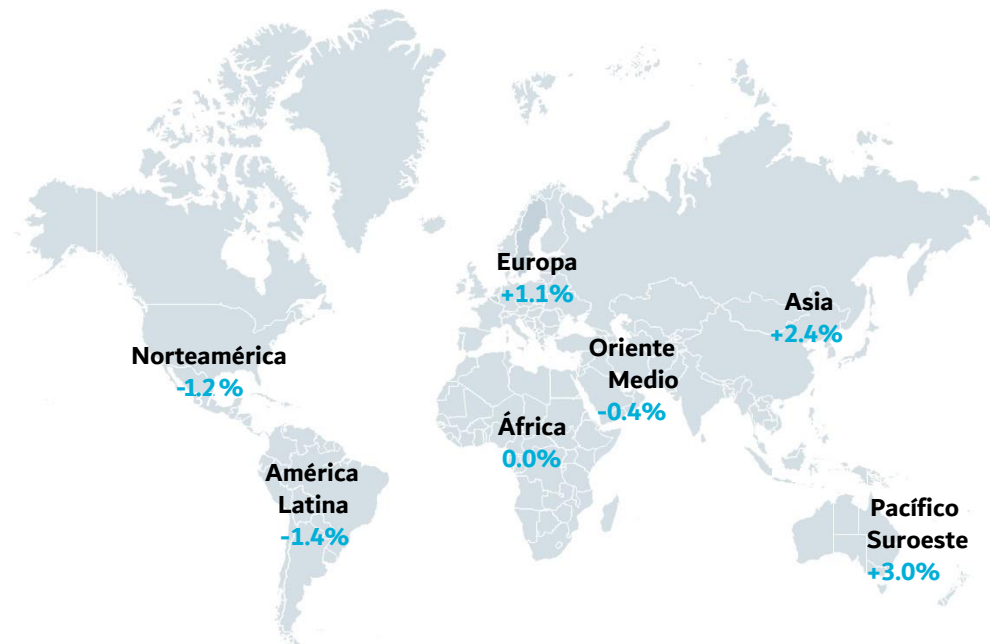 Europa
+1.1%
Asia
+2.4%
Norteamérica
-1.2%
Oriente
Medio
-0.4%
África
0.0%
América
Latina
-1.4%
Pacífico
Suroeste
+3.0%